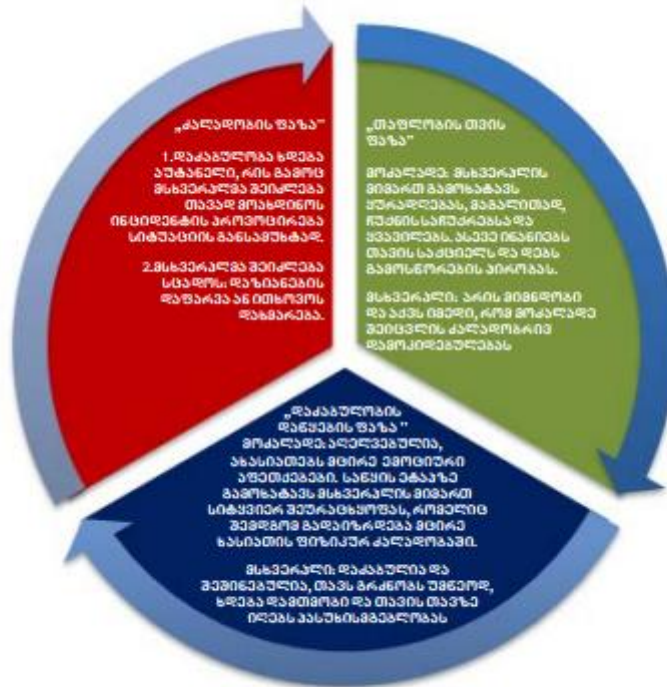 „ძალადობის ფაზა"
1.დაძაბულობა ხდება
აუტანელი, რის გამოც
მსხვერპლმა შეიძლება
თავად მოახდინოს
ინციდენტის პროვოცირება
სიტუაციის განსამუხტად.
2.მსხვერპლმა შეიძლება
სცადოს: დაზიანების
დაფარვა ან ითხოვოს
დახმარება.
„თაფლობის თვის
ფაზა"
მოძალადე: მსხვერპლის
მიმართ გამოხატავს
ყურადღებას, მაგალითად,
ჩუქნის საჩუქრებსა და
ყვავილებს. ასევე ინანიებს
თავის საქციელს და დებს
გამოსწორების პირობას.
მსხვერპლი: არის მიმნდობი
და აქვს იმედი, რომ მოძალადე
შეიცვლის ძალადობრივ
დამოკიდებულებას
„დაძაბულობის
დაწყების ფაზა "
მოძალადე: აღელვებულია,
ახასიათებს მცირე ემოციური
აფეთქებები. საწყის ეტაპზე
გამოხატავს მსხვერპლის მიმართ
სიტყვიერ შეურაცხყოფას, რომელიც
შემდგომ გადაიზრდება მცირე
ხასიათის ფიზიკურ ძალადობაში.
მსხვერპლი: დაძაბულია და
შეშინებულია, თავს გრძნობს უმწეოდ,
ხდება დამთმობი და თავის თავზე
იღებს პასუხისმგებლობას